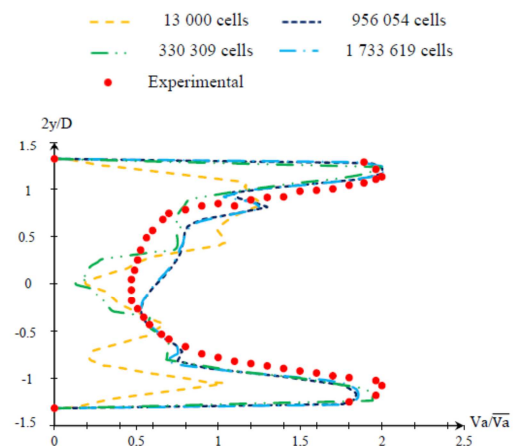 13 000 cells
956 054 cells
330 309 cells
1 733 619 cells
Experimental
2y/D
1.5
1
0.5
0
-0.5
-1
-1.5
0
0.5
1
1.5
2
2.5
Va/Va